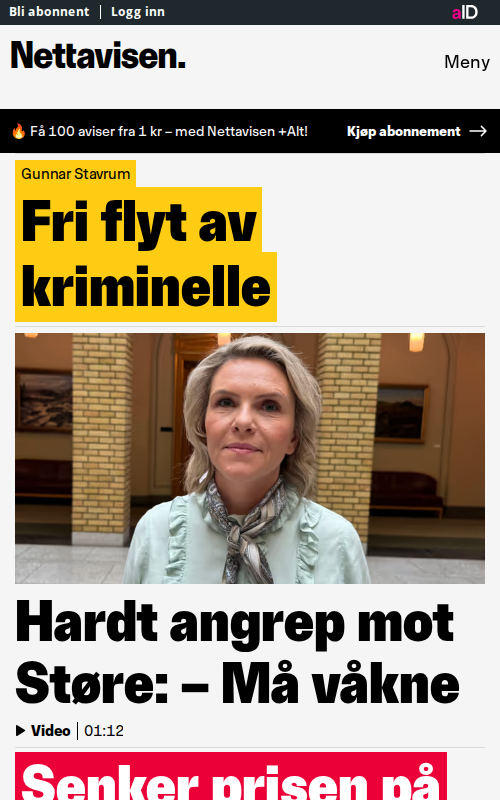 Bli abonnent | Logg inn aID
Nettavisen.
Meny
🔥 Få 100 aviser fra 1 kr – med Nettavisen +Alt! Kjøp abonnement →
Gunnar Stavrum
Fri flyt av
kriminelle
Hardt angrep mot
Støre: – Må våkne
Video | 01:12
Senker prisen på